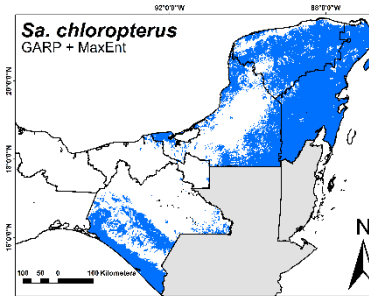 92°0'0"W 88°0'0"W
Sa. chloropterus
GARP + MaxEnt
20°0'0"N
18°0'0"N
16°0'0"N
N
100 50 0 100 Kilometers